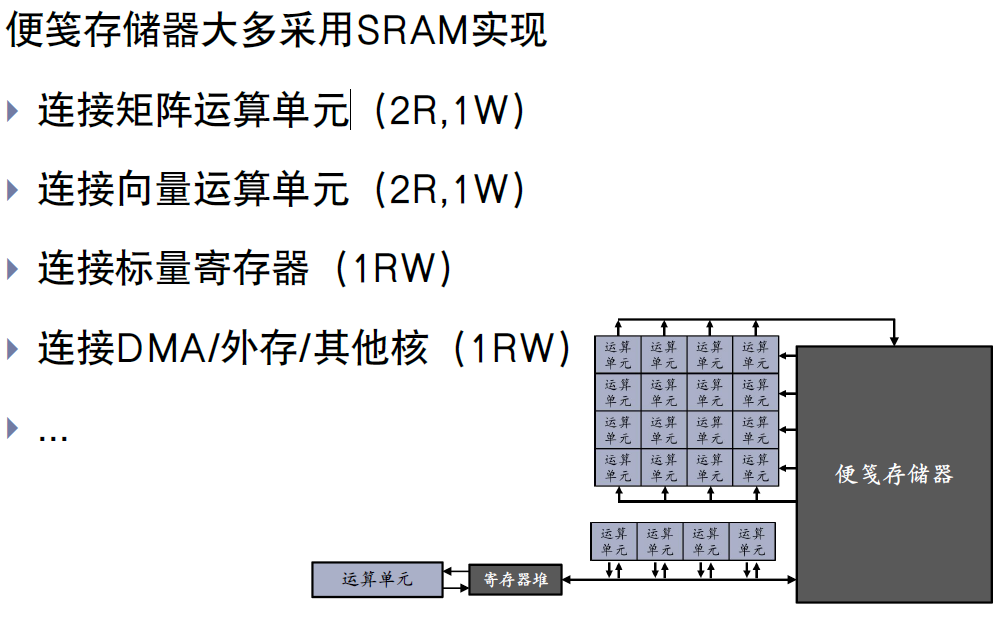 便笺存储器大多采用SRAM实现
连接矩阵运算单元（2R,1W）
连接向量运算单元（2R,1W）
连接标量寄存器（1RW）
连接DMA/外存/其他核（1RW）
...
运算 运算 运算 运算
单元 单元 单元 单元
运算 运算 运算 运算
单元 单元 单元 单元
运算 运算 运算 运算
单元 单元 单元 单元
运算 运算 运算 运算
单元 单元 单元 单元
便笺存储器
运算 运算 运算 运算
单元 单元 单元 单元
运算单元
寄存器堆